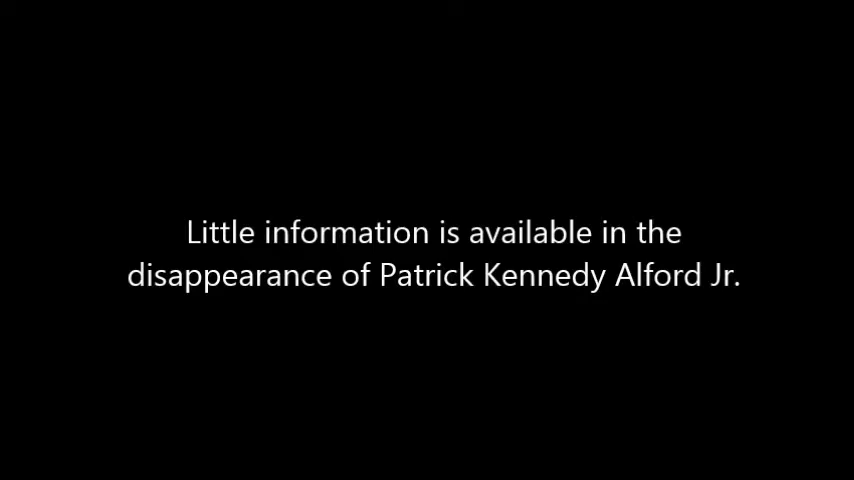 Little information is available in the
disappearance of Patrick Kennedy Alford Jr.